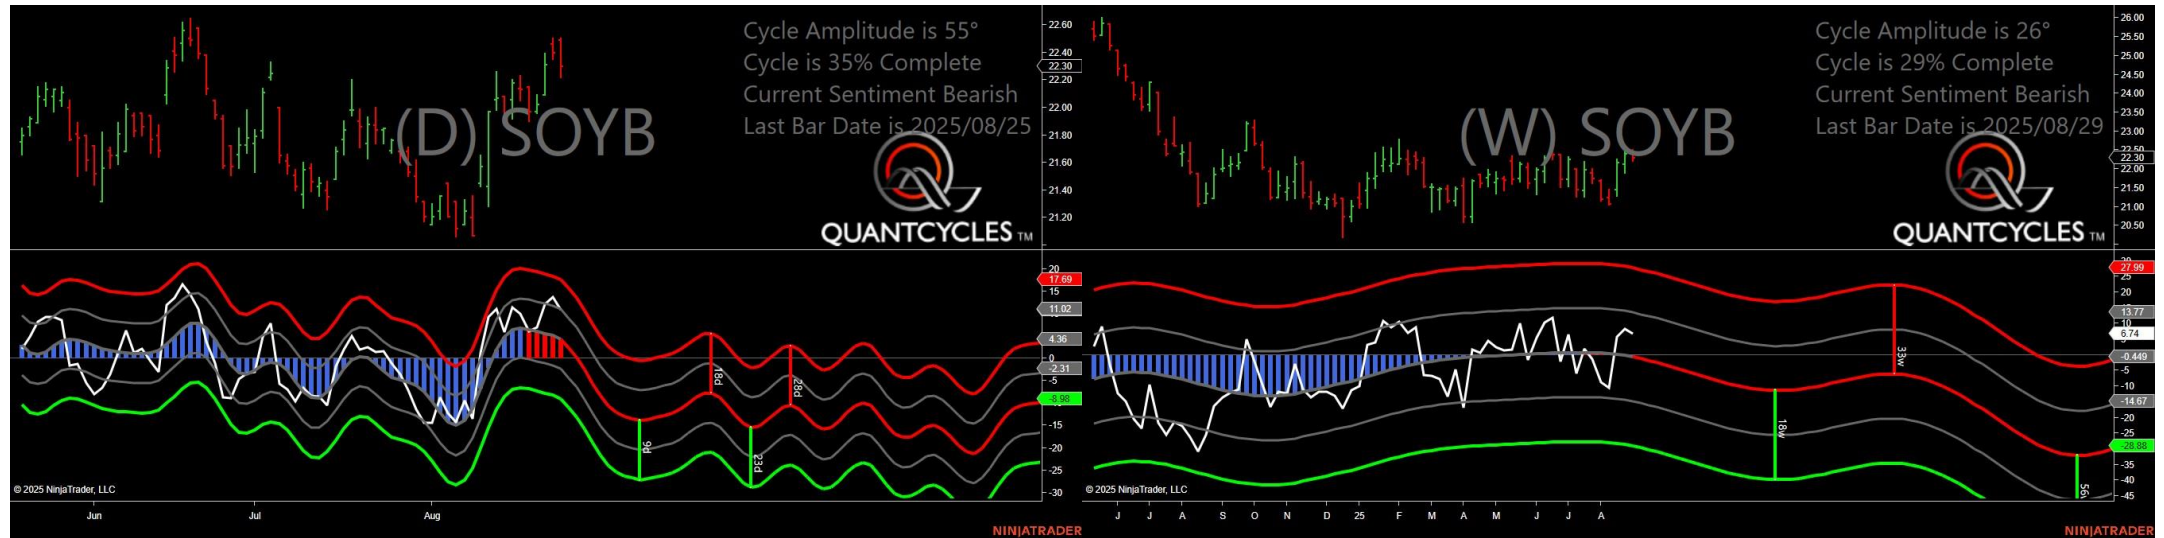 Cycle Amplitude is 55°
Cycle is 35% Complete
Current Sentiment Bearish
Last Bar Date is 2025/08/25
(D) SOYB
QUANTCYCLES TM
22.60
22.40
22.30
22.20
22.00
21.80
21.60
21.40
21.20
20
17.69
15
11.02
4.36
0
-2.31
-5
-8.98
-15
-20
-25
-30
18d
28d
9d
23d
© 2025 NinjaTrader, LLC
Jun Jul Aug
NINJATRADER
Cycle Amplitude is 26°
Cycle is 29% Complete
Current Sentiment Bearish
Last Bar Date is 2025/08/29
(W) SOYB
QUANTCYCLES TM
26.00
25.50
25.00
24.50
24.00
23.50
23.00
22.50
22.30
22.00
21.50
21.00
20.50
27.99
25
20
13.77
10
6.74
-0.449
-5
-10
-14.67
-20
-25
-28.88
-35
-40
-45
33w
18w
© 2025 NinjaTrader, LLC
J J A S O N D 25 F M A M J J A
NINJATRADER